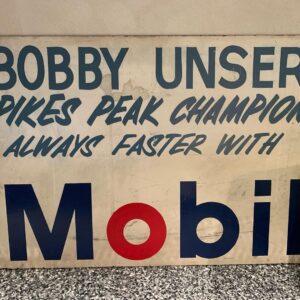 BOBBY UNSER
PIKES PEAK CHAMPION
ALWAYS FASTER WITH
Mobil